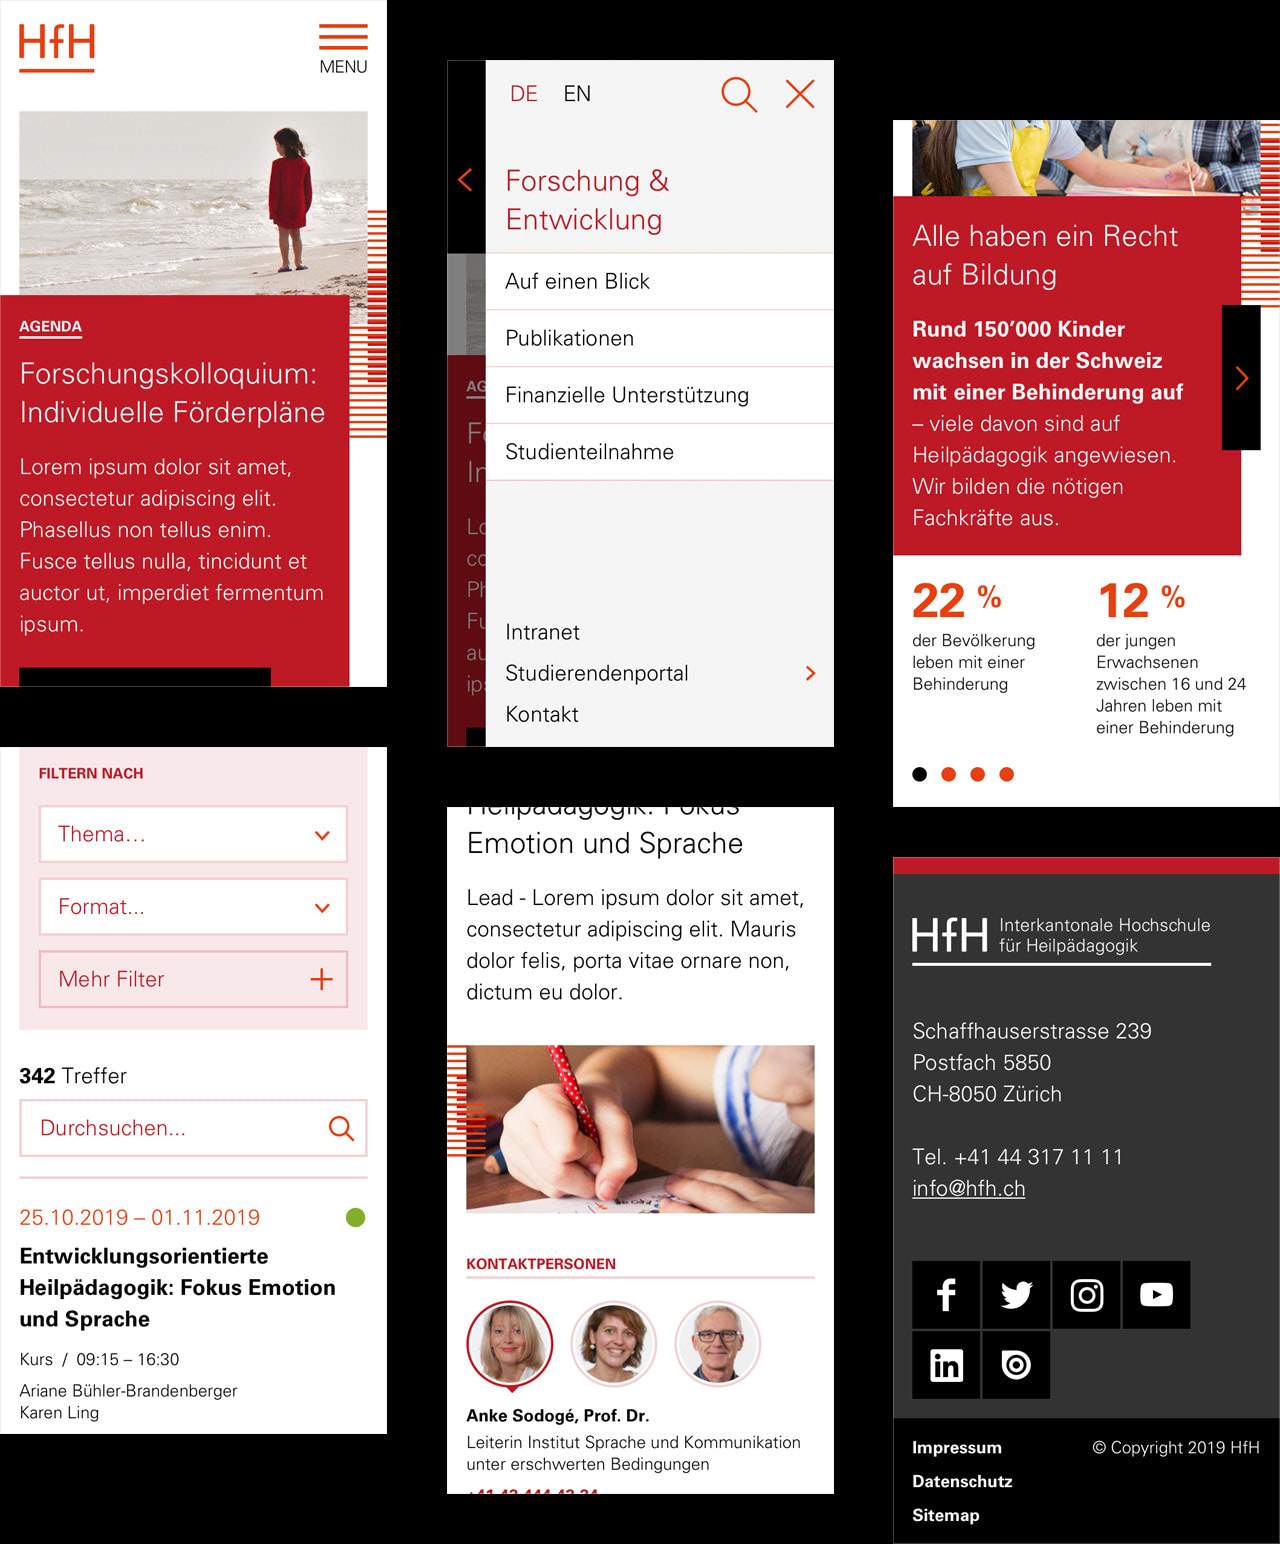 HfH
MENU
AGENDA
Forschungskolloquium:
Individuelle Förderpläne
Lorem ipsum dolor sit amet,
consectetur adipiscing elit.
Phasellus non tellus enim.
Fusce tellus nulla, tincidunt et
auctor ut, imperdiet fermentum
ipsum.
FILTERN NACH
Thema...
Format...
Mehr Filter
342 Treffer
Durchsuchen...
25.10.2019 – 01.11.2019
Entwicklungsorientierte
Heilpädagogik: Fokus Emotion
und Sprache
Kurs / 09:15 – 16:30
Ariane Bühler-Brandenberger
Karen Ling
DE EN
Forschung &
Entwicklung
Auf einen Blick
Publikationen
Finanzielle Unterstützung
Studienteilnahme
Intranet
Studierendenportal
Kontakt
Heilpädagogik: Fokus
Emotion und Sprache
Lead - Lorem ipsum dolor sit amet,
consectetur adipiscing elit. Mauris
dolor felis, porta vitae ornare non,
dictum eu dolor.
KONTAKTPERSONEN
Anke Sodogé, Prof. Dr.
Leiterin Institut Sprache und Kommunikation
unter erschwerten Bedingungen
Alle haben ein Recht
auf Bildung
Rund 150’000 Kinder
wachsen in der Schweiz
mit einer Behinderung auf
– viele davon sind auf
Heilpädagogik angewiesen.
Wir bilden die nötigen
Fachkräfte aus.
22 %
der Bevölkerung
leben mit einer
Behinderung
12 %
der jungen
Erwachsenen
zwischen 16 und 24
Jahren leben mit
einer Behinderung
HfH Interkantonale Hochschule
für Heilpädagogik
Schaffhauserstrasse 239
Postfach 5850
CH-8050 Zürich
Tel. +41 44 317 11 11
info@hfh.ch
Impressum
© Copyright 2019 HfH
Datenschutz
Sitemap